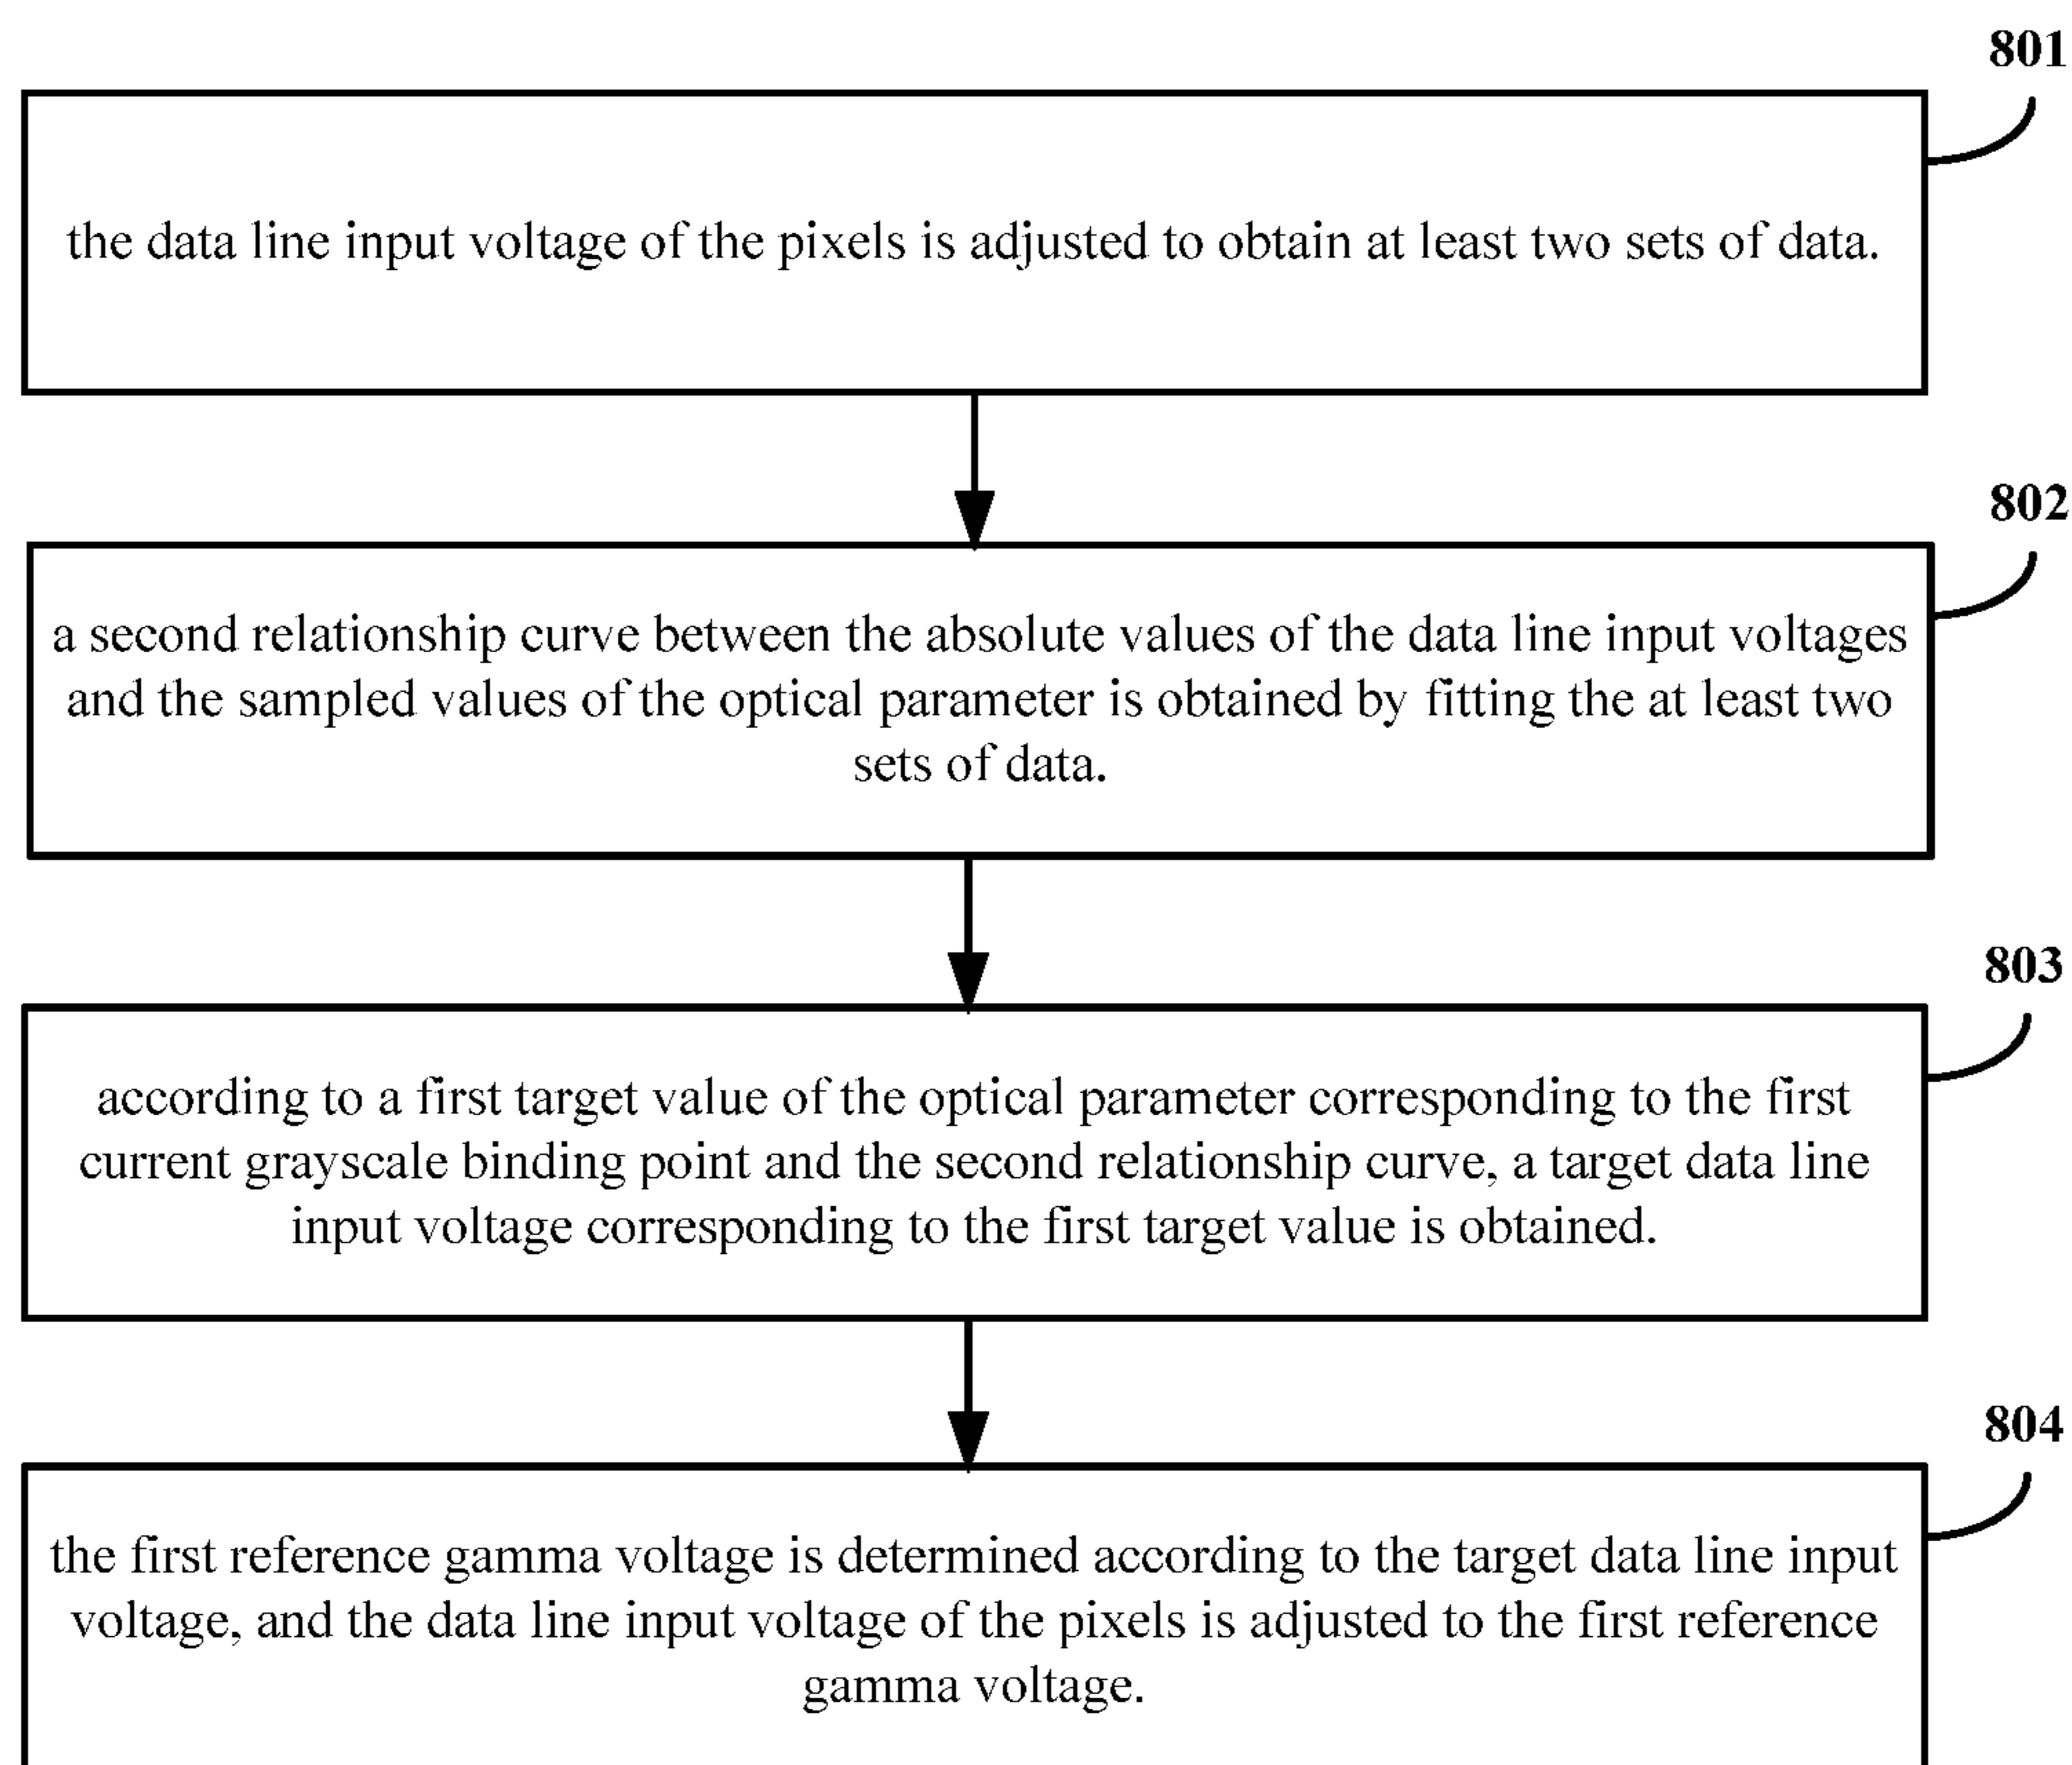 801
the data line input voltage of the pixels is adjusted to obtain at least two sets of data.
802
a second relationship curve between the absolute values of the data line input voltages
and the sampled values of the optical parameter is obtained by fitting the at least two
sets of data.
803
according to a first target value of the optical parameter corresponding to the first
current grayscale binding point and the second relationship curve, a target data line
input voltage corresponding to the first target value is obtained.
804
the first reference gamma voltage is determined according to the target data line input
voltage, and the data line input voltage of the pixels is adjusted to the first reference
gamma voltage.